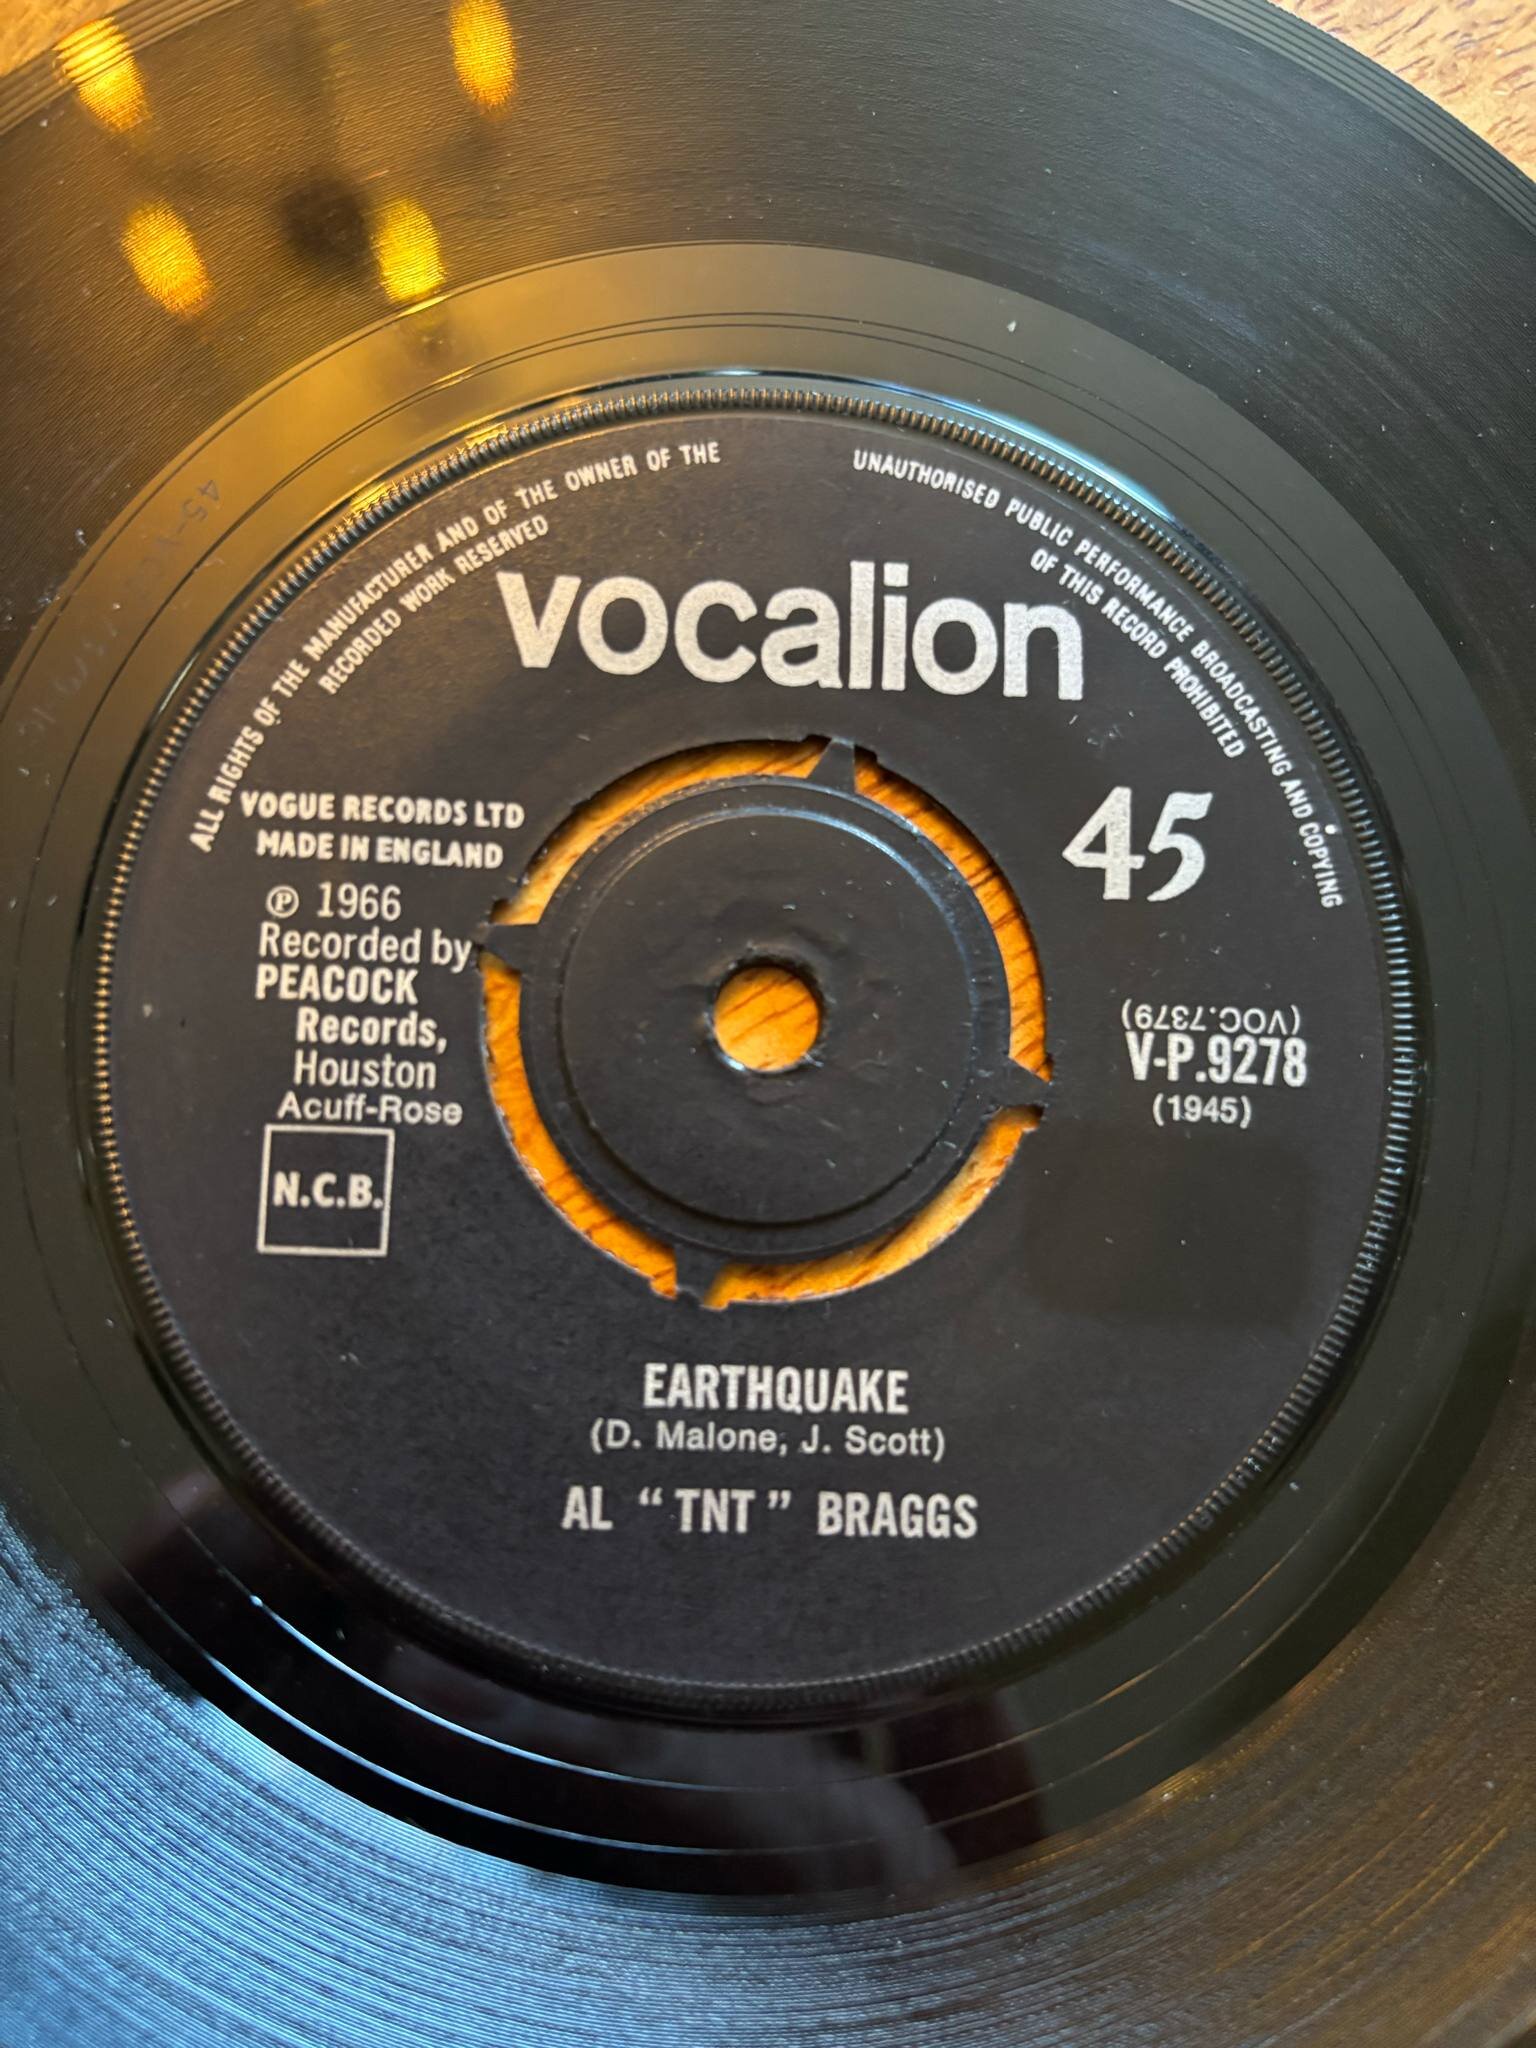 ALL RIGHTS OF THE MANUFACTURER AND OF THE OWNER OF THE
RECORDED WORK RESERVED
UNAUTHORISED PUBLIC PERFORMANCE BROADCASTING AND COPYING
OF THIS RECORD PROHIBITED
vocalion
VOGUE RECORDS LTD
MADE IN ENGLAND
℗ 1966
Recorded by
PEACOCK
Records,
Houston
Acuff-Rose
N.C.B.
45
(VOC.7379)
V-P.9278
(1945)
EARTHQUAKE
(D. Malone, J. Scott)
AL “TNT” BRAGGS